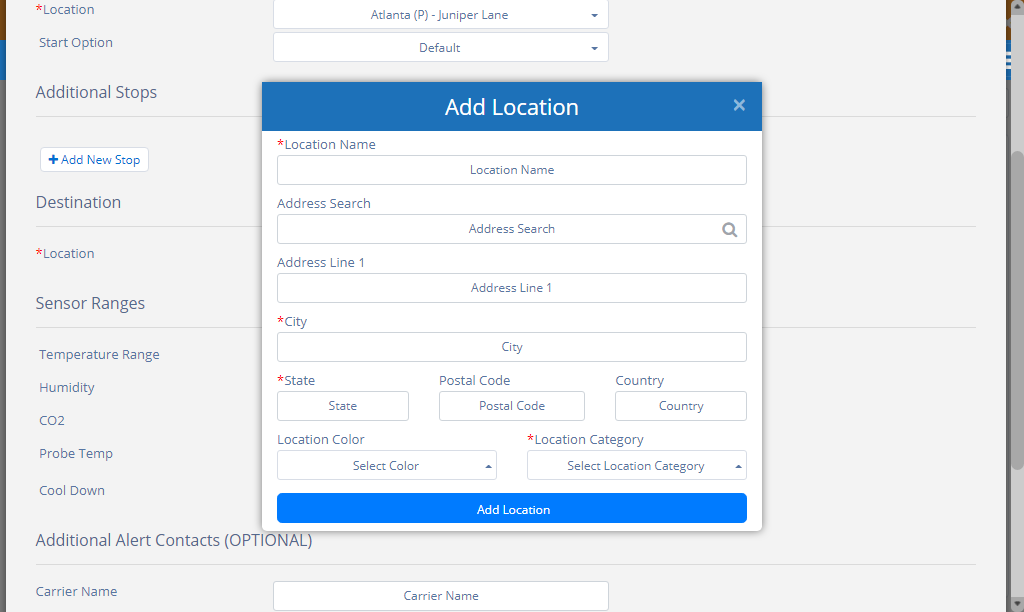 *Location
Atlanta (P) - Juniper Lane
Start Option
Default
Additional Stops
Add New Stop
Destination
*Location
Sensor Ranges
Temperature Range
Humidity
CO2
Probe Temp
Cool Down
Additional Alert Contacts (OPTIONAL)
Carrier Name
Carrier Name
Add Location
×
*Location Name
Location Name
Address Search
Address Search
Address Line 1
Address Line 1
*City
City
*State
Postal Code
Country
State
Postal Code
Country
Location Color
*Location Category
Select Color
Select Location Category
Add Location